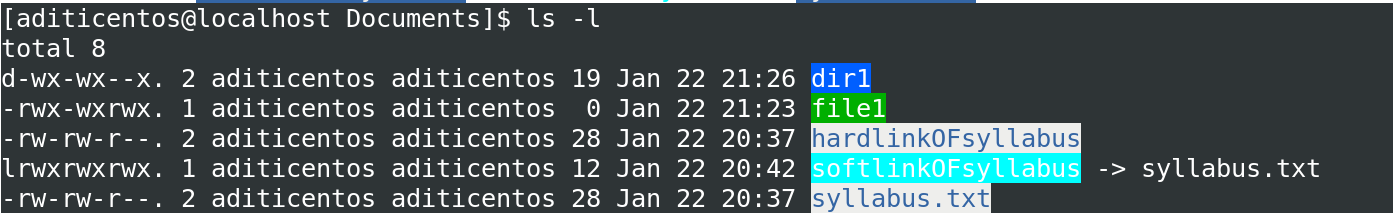 [aditicentos@localhost Documents]$ ls -l
total 8
d-wx-wx--x. 2 aditicentos aditicentos 19 Jan 22 21:26 dir1
-rwx-wxrwx. 1 aditicentos aditicentos  0 Jan 22 21:23 file1
-rw-rw-r--. 2 aditicentos aditicentos 28 Jan 22 20:37 hardlinkOFsyllabus
lrwxrwxrwx. 1 aditicentos aditicentos 12 Jan 22 20:42 softlinkOFsyllabus -> syllabus.txt
-rw-rw-r--. 2 aditicentos aditicentos 28 Jan 22 20:37 syllabus.txt